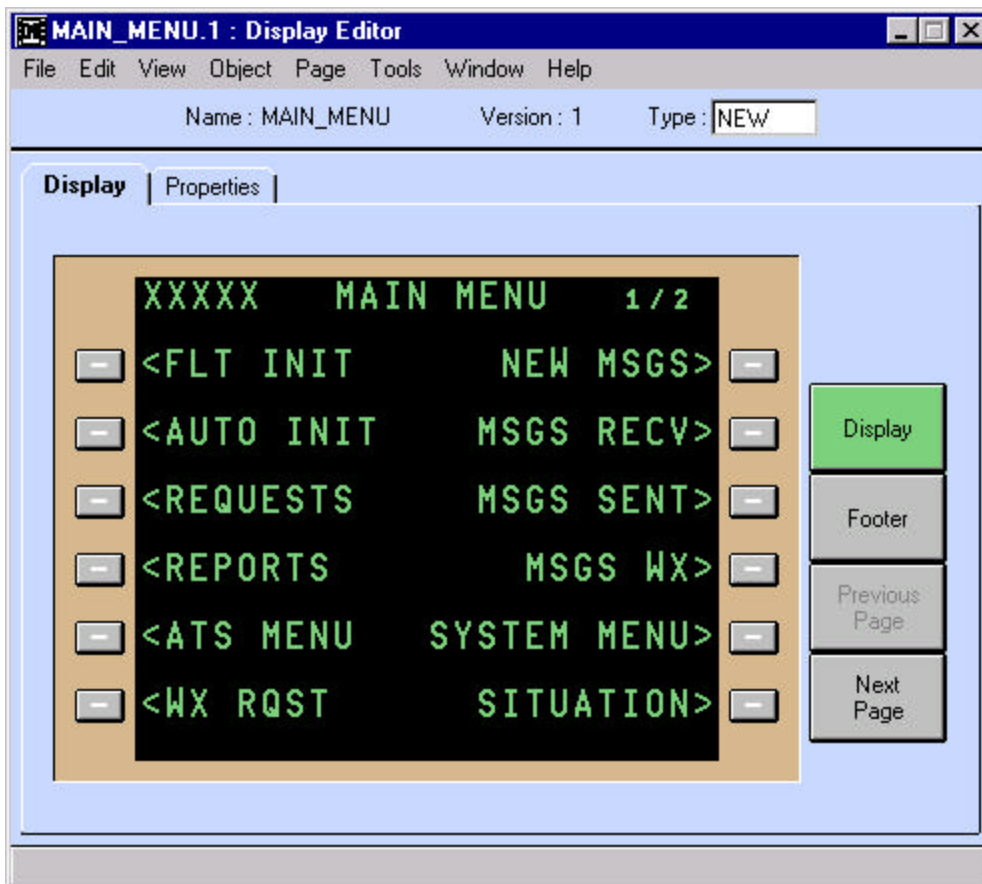 MAIN_MENU.1 : Display Editor
File Edit View Object Page Tools Window Help
Name : MAIN_MENU Version : 1 Type : NEW
Display Properties
XXXXX MAIN MENU 1/2
<FLT INIT NEW MSGS>
<AUTO INIT MSGS RECV>
<REQUESTS MSGS SENT>
<REPORTS MSGS WX>
<ATS MENU SYSTEM MENU>
<WX RQST SITUATION>
Display
Footer
Previous
Page
Next
Page